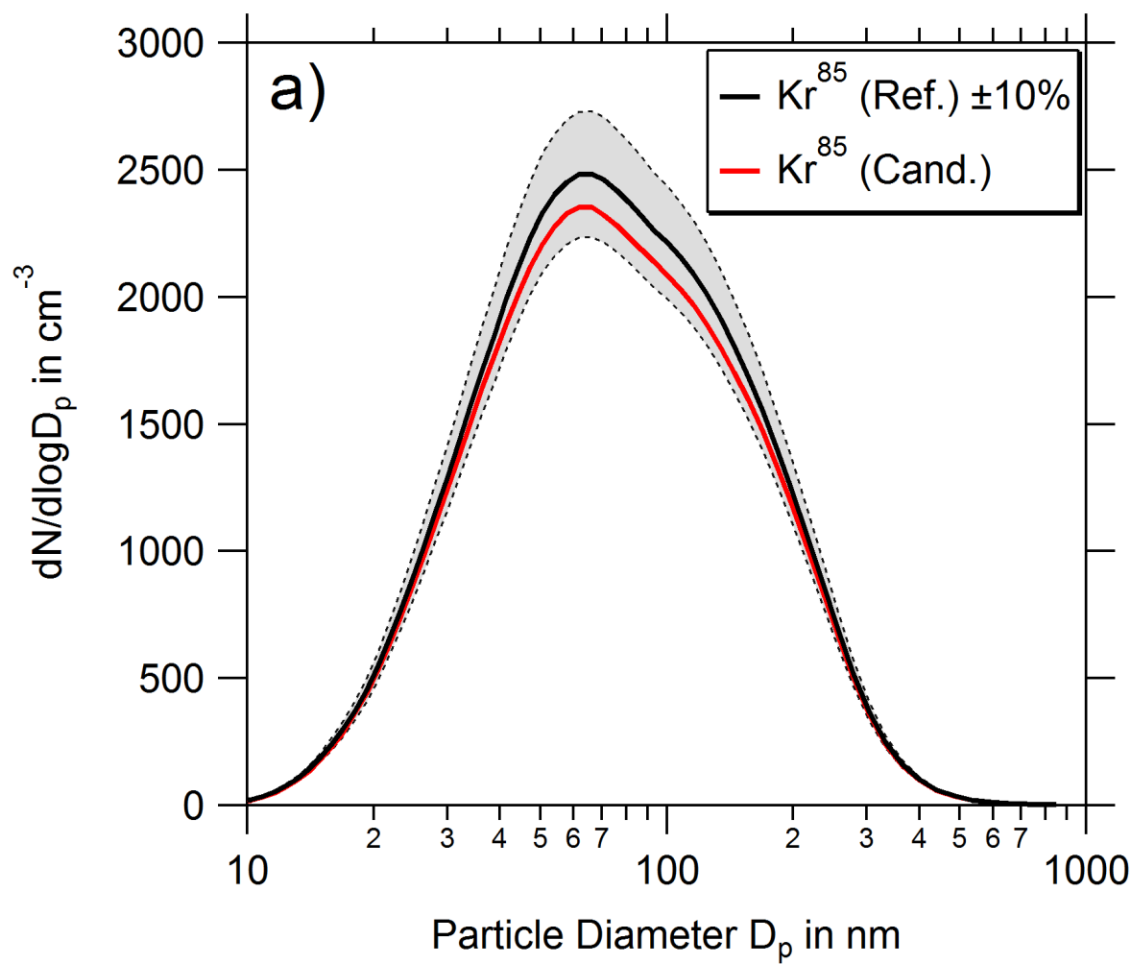 a)
Kr⁸⁵ (Ref.) ±10%
Kr⁸⁵ (Cand.)
dN/dlogDₚ in cm⁻³
3000
2500
2000
1500
1000
500
0
2 3 4 5 6 7 2 3 4 5 6 7
10 100 1000
Particle Diameter Dₚ in nm